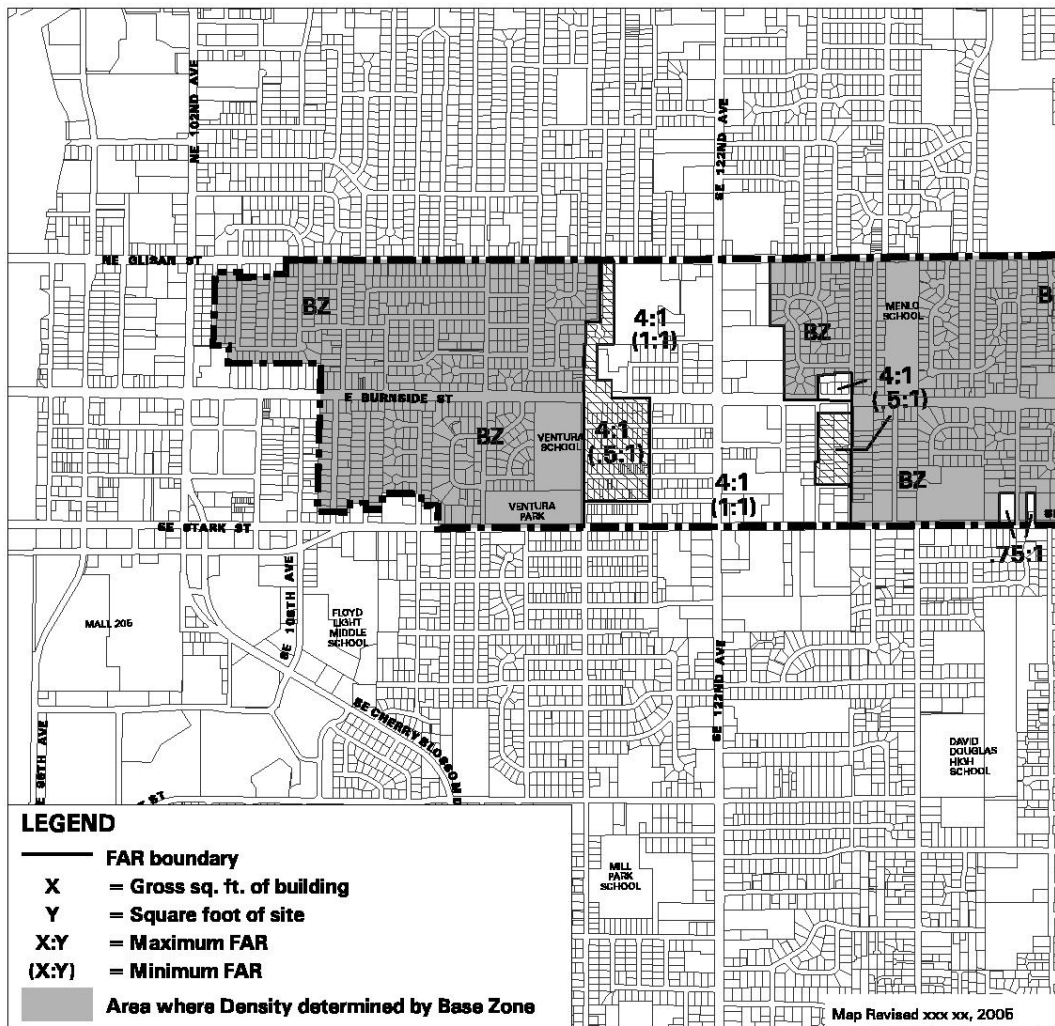 NE 102ND AVE
SE 122ND AVE
NE GLISAN ST
BZ
4:1
(1:1)
BZ
MENLO
SCHOOL
4:1
(.5:1)
E BURNSIDE ST
BZ
VENTURA
SCHOOL
4:1
(.5:1)
BZ
4:1
(1:1)
VENTURA
PARK
SE STARK ST
.75:1
MALL 205
SE 108TH AVE
FLOYD
LIGHT
MIDDLE
SCHOOL
SE CHERRY BLOSSOM D
SE 122ND AVE
DAVID
DOUGLAS
HIGH
SCHOOL
E 96TH AVE
ST
MILL
PARK
SCHOOL
LEGEND
FAR boundary
X = Gross sq. ft. of building
Y = Square foot of site
X:Y = Maximum FAR
(X:Y) = Minimum FAR
Area where Density determined by Base Zone
Map Revised xxx xx, 2005